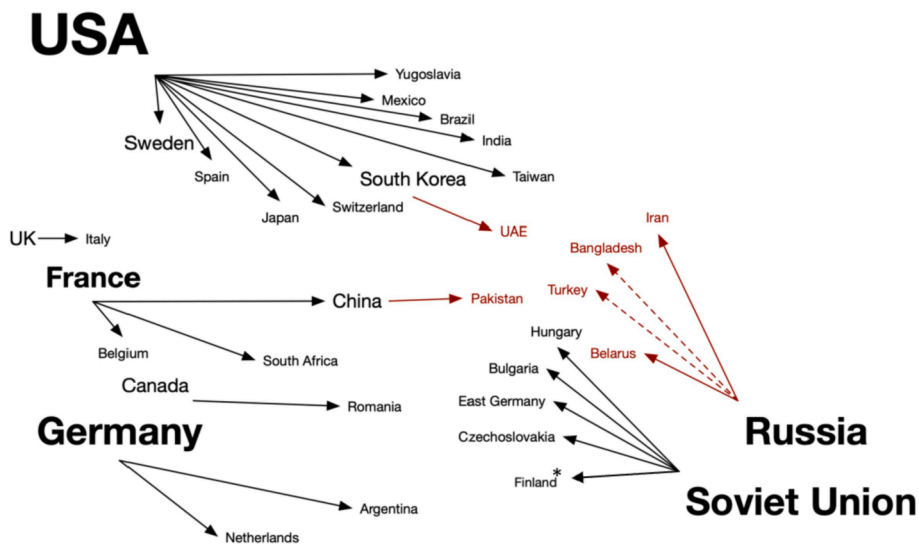 USA
Yugoslavia
Mexico
Brazil
India
Taiwan
Sweden
Spain
South Korea
Japan
Switzerland
UAE
Iran
UK
Italy
Bangladesh
France
Turkey
China
Pakistan
Hungary
Belgium
South Africa
Belarus
Bulgaria
Canada
Romania
East Germany
Germany
Russia
Czechoslovakia
Finland*
Soviet Union
Argentina
Netherlands